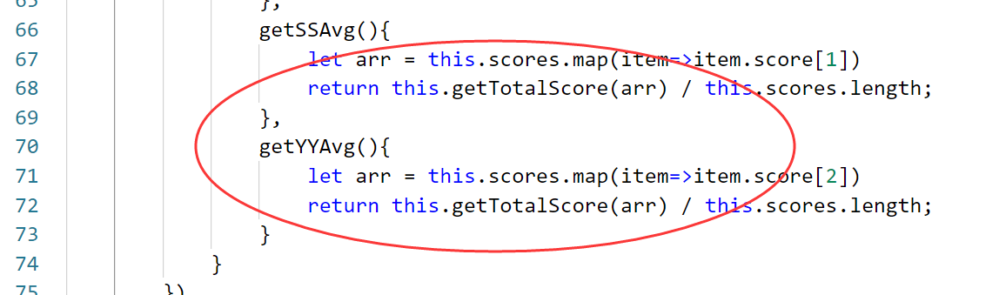 65 },
66 getSSAvg(){
67 let arr = this.scores.map(item=>item.score[1])
68 return this.getTotalScore(arr) / this.scores.length;
69 },
70 getYYAvg(){
71 let arr = this.scores.map(item=>item.score[2])
72 return this.getTotalScore(arr) / this.scores.length;
73 }
74 }
75 })